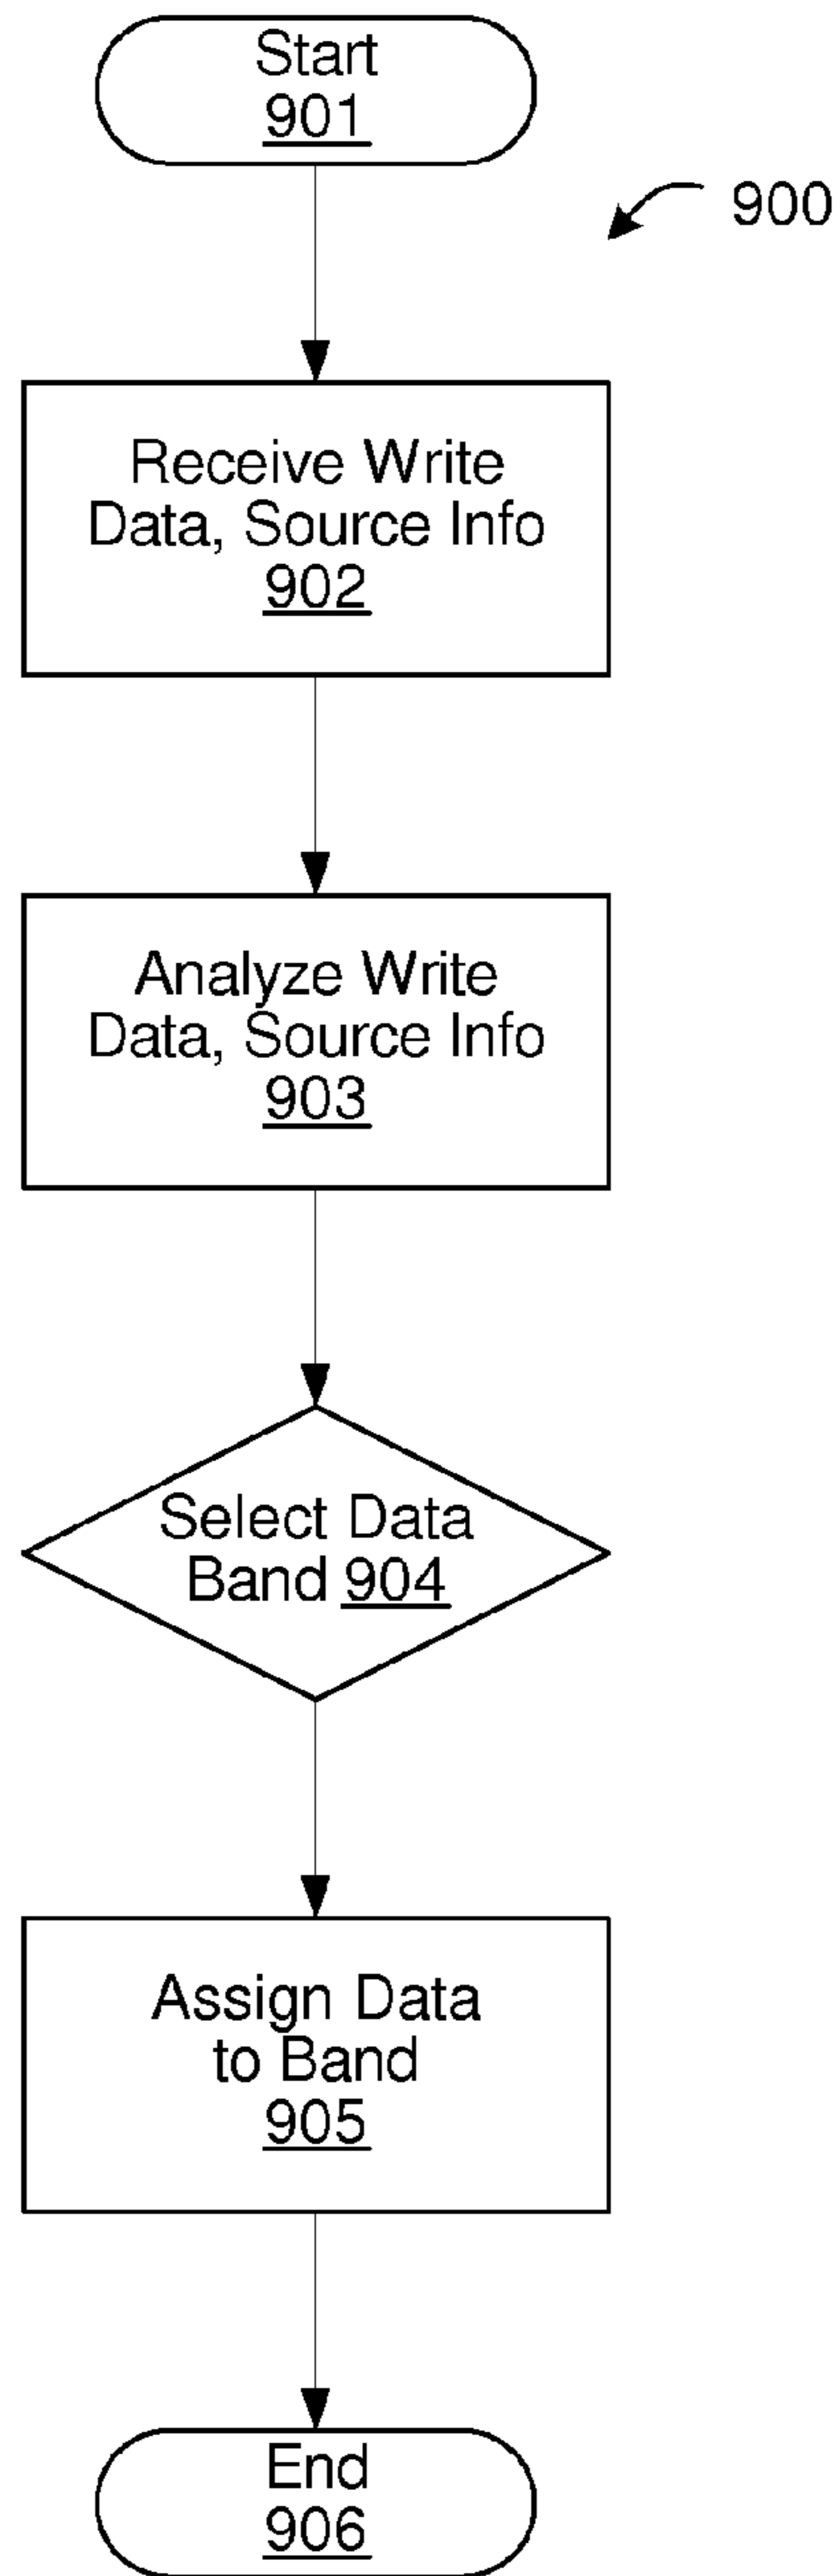 Start
901
900
Receive Write
Data, Source Info
902
Analyze Write
Data, Source Info
903
Select Data
Band 904
Assign Data
to Band
905
End
906